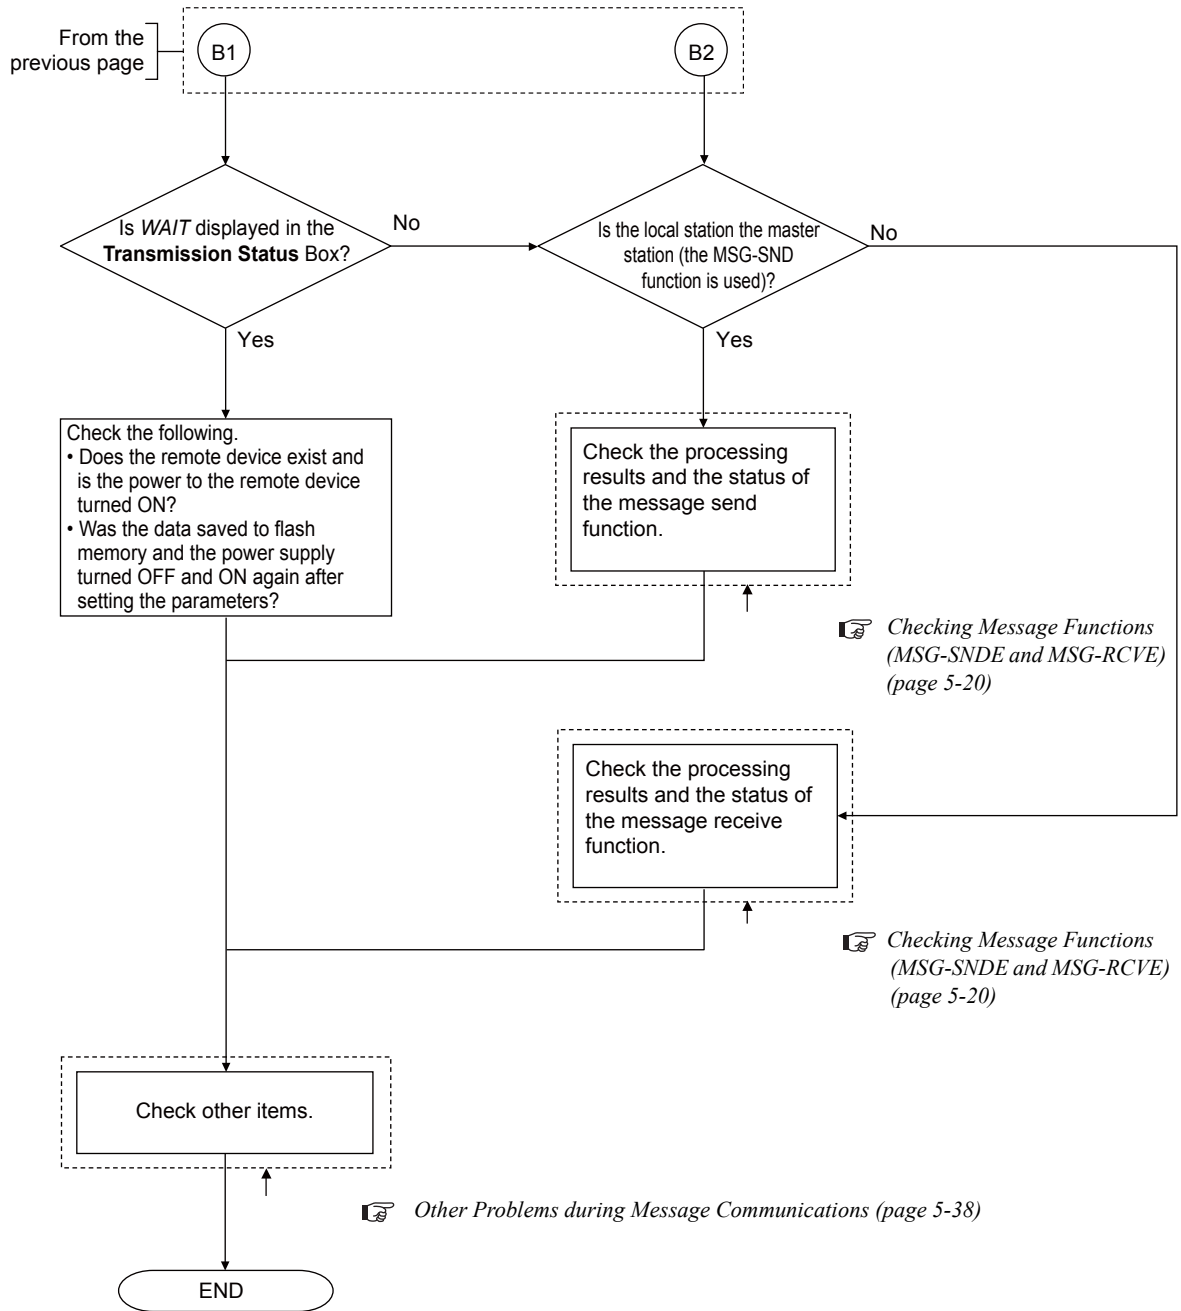 From the
previous page
B1
B2
Is WAIT displayed in the
Transmission Status Box?
No
Yes
Is the local station the master
station (the MSG-SND
function is used)?
No
Yes
Check the following.
• Does the remote device exist and
is the power to the remote device
turned ON?
• Was the data saved to flash
memory and the power supply
turned OFF and ON again after
setting the parameters?
Check the processing
results and the status of
the message send
function.
Checking Message Functions
(MSG-SNDE and MSG-RCVE)
(page 5-20)
Check the processing
results and the status of
the message receive
function.
Checking Message Functions
(MSG-SNDE and MSG-RCVE)
(page 5-20)
Check other items.
Other Problems during Message Communications (page 5-38)
END